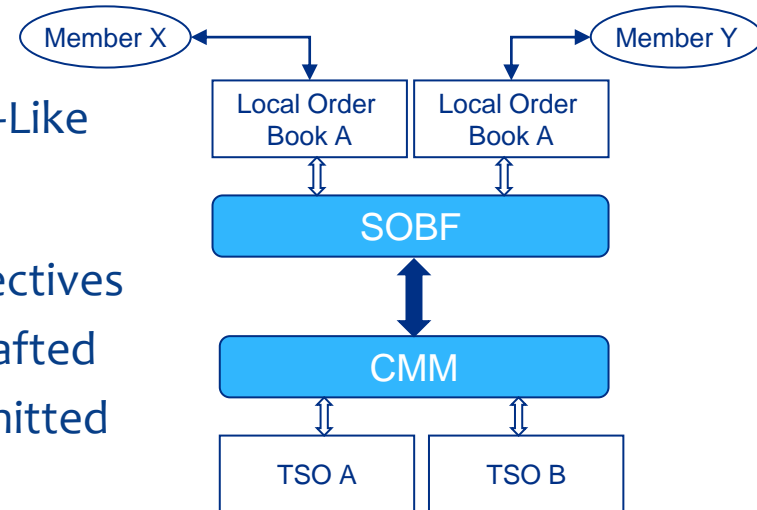 -Like
ectives
afted
nitted
Member X
Member Y
Local Order
Book A
Local Order
Book A
SOBF
CMM
TSO A
TSO B